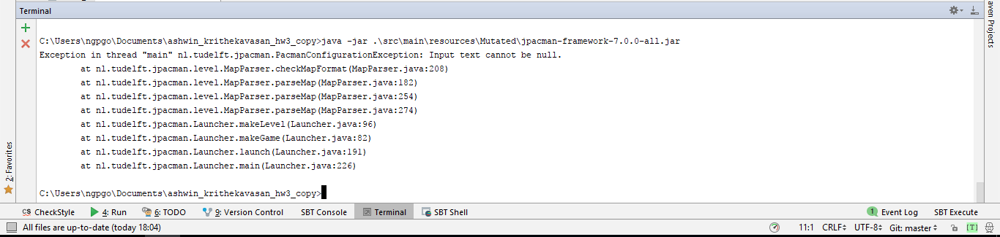 Terminal
C:\Users\ngpgo\Documents\ashwin_krithekavasan_hw3_copy>java -jar .\src\main\resources\Mutated\jpacman-framework-7.0.0-all.jar
Exception in thread "main" nl.tudelft.jpacman.PacmanConfigurationException: Input text cannot be null.
at nl.tudelft.jpacman.level.MapParser.checkMapFormat(MapParser.java:208)
at nl.tudelft.jpacman.level.MapParser.parseMap(MapParser.java:182)
at nl.tudelft.jpacman.level.MapParser.parseMap(MapParser.java:254)
at nl.tudelft.jpacman.level.MapParser.parseMap(MapParser.java:274)
at nl.tudelft.jpacman.Launcher.makeLevel(Launcher.java:96)
at nl.tudelft.jpacman.Launcher.makeGame(Launcher.java:82)
at nl.tudelft.jpacman.Launcher.launch(Launcher.java:191)
at nl.tudelft.jpacman.Launcher.main(Launcher.java:226)
C:\Users\ngpgo\Documents\ashwin_krithekavasan_hw3_copy>
2: Favorites
aven Projects
CS CheckStyle 4: Run 6: TODO 9: Version Control SBT Console Terminal SBT Shell 1 Event Log SBT Execute
All files are up-to-date (today 18:04) 11:1 CRLF UTF-8 Git: master [T]